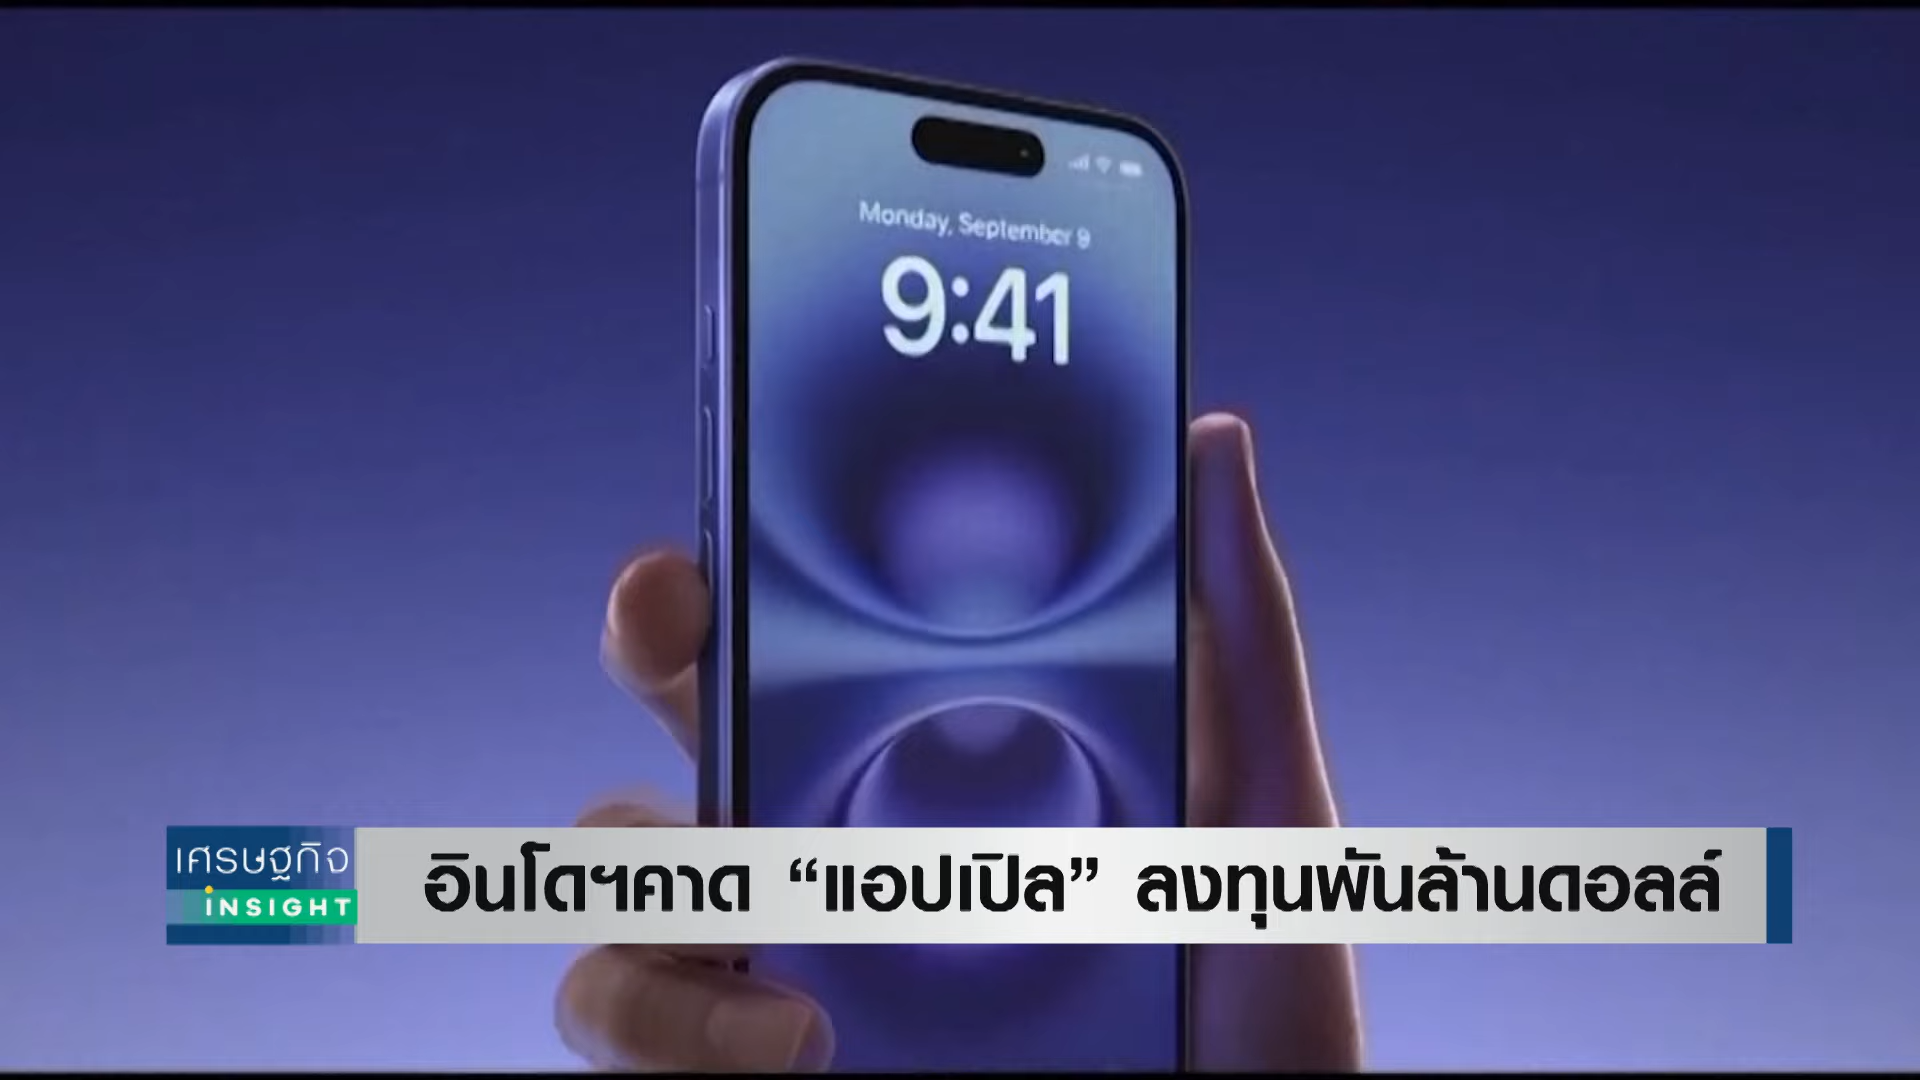 Monday, September 9
9:41
เศรษฐกิจ
INSIGHT
อินโดฯคาด “แอปเปิล” ลงทุนพันล้านดอลล์